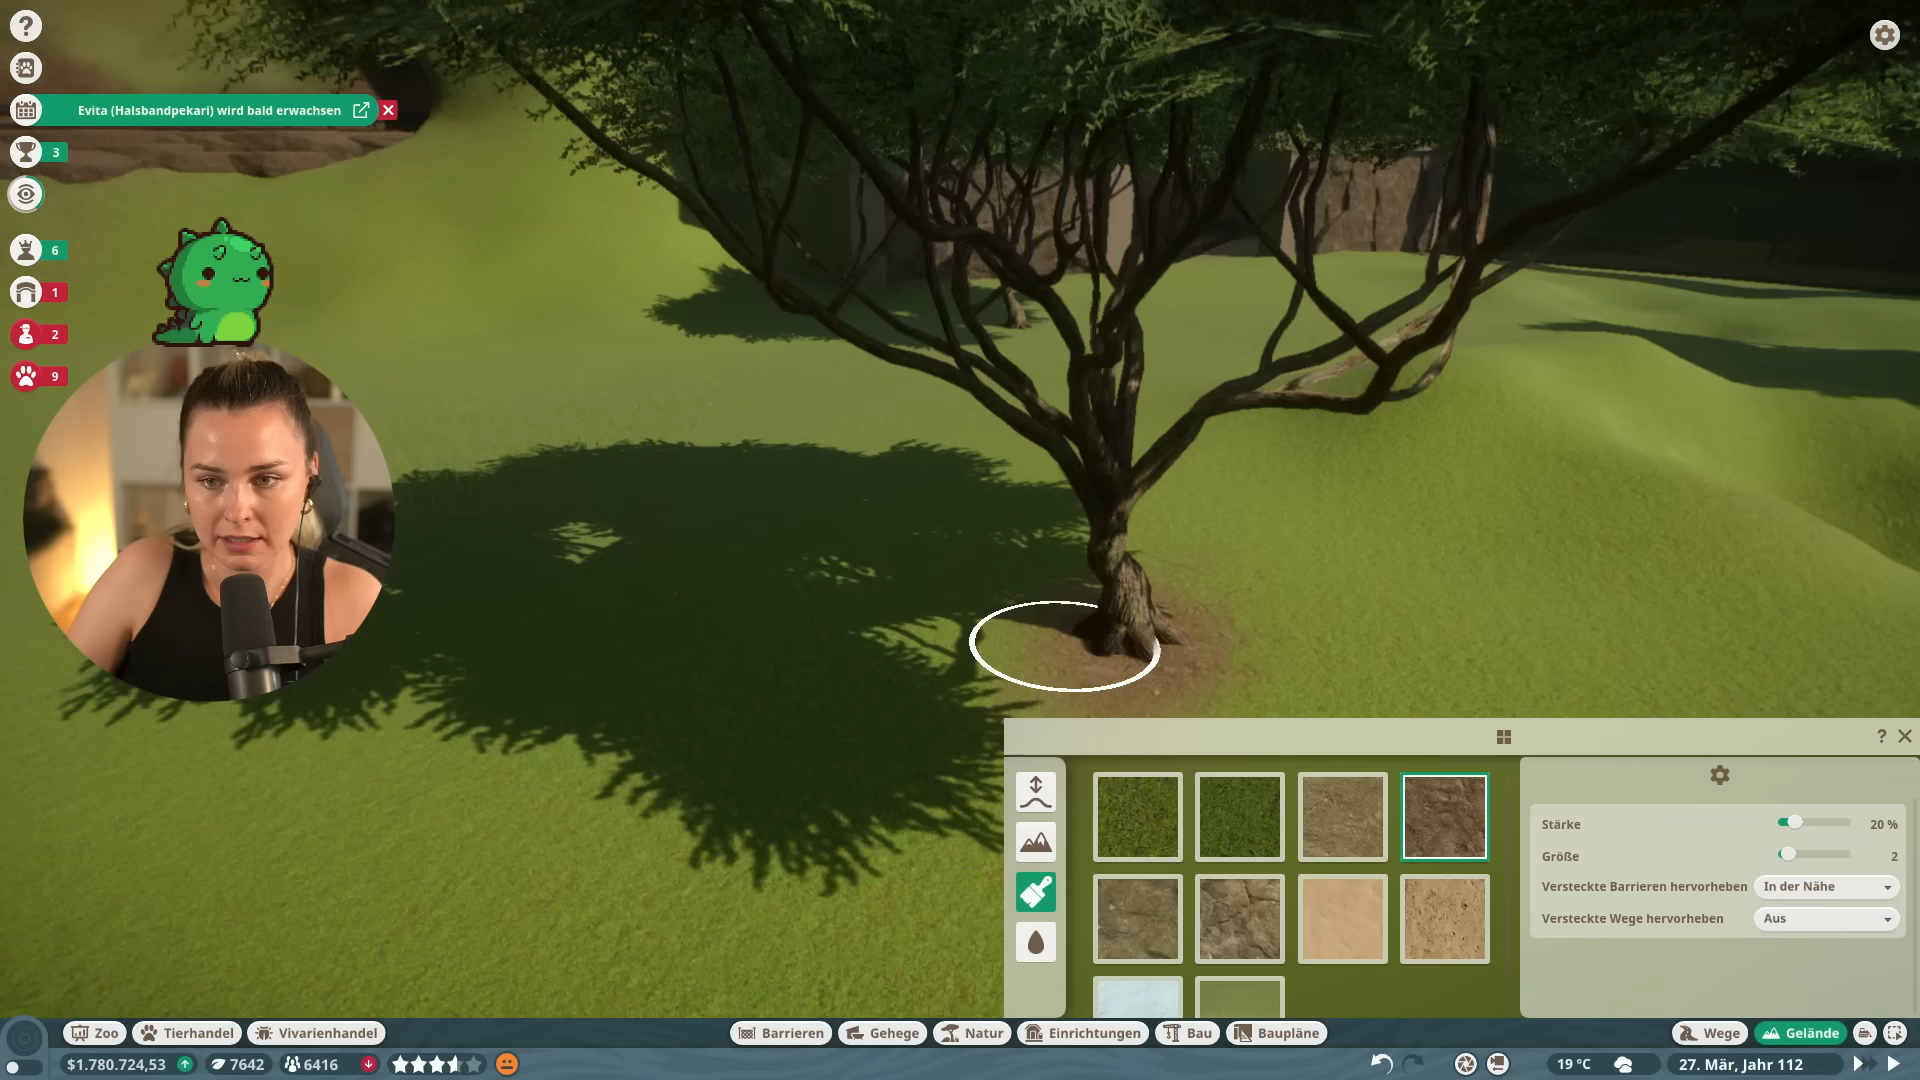 ?
Evita (Halsbandpekari) wird bald erwachsen
3
6
1
2
9
?
Stärke 20 %
Größe 2
Versteckte Barrieren hervorheben In der Nähe
Versteckte Wege hervorheben Aus
Zoo Tierhandel Vivarienhandel Barrieren Gehege Natur Einrichtungen Bau Baupläne Wege Gelände
$1.780.724,53 7642 6416 19 °C 27. Mär, Jahr 112